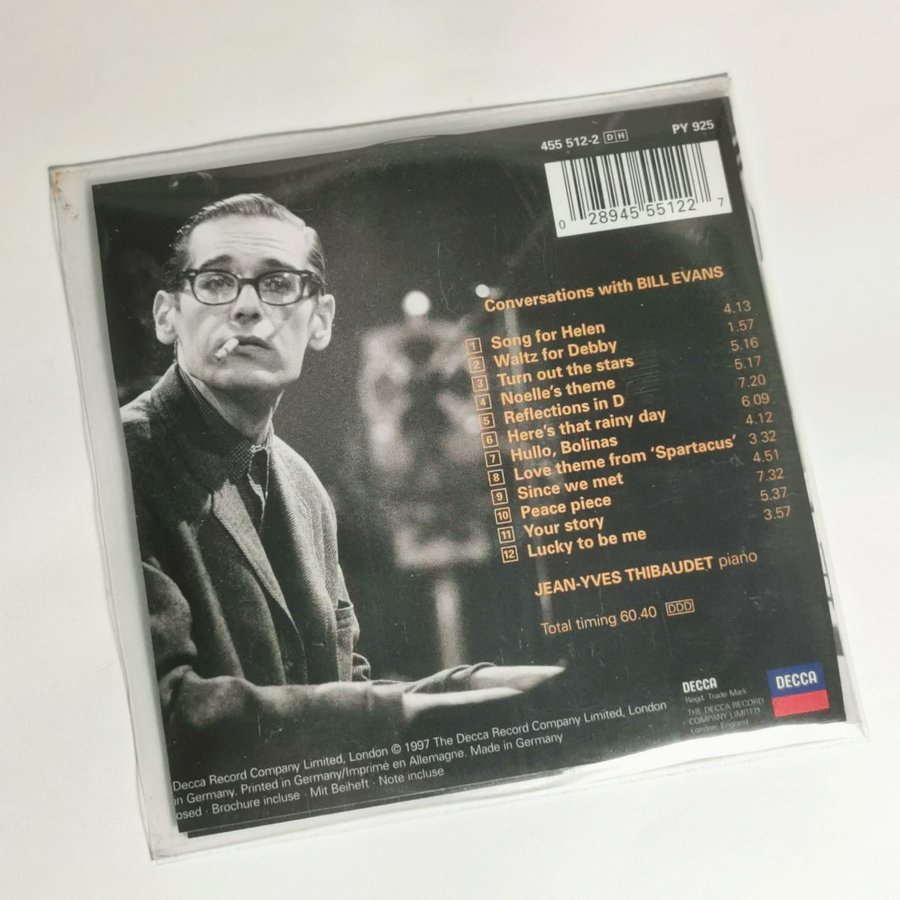 455 512-2 DH PY 925
0 28945 55122 7
Conversations with BILL EVANS
1 Song for Helen 4.13
2 Waltz for Debby 1.57
3 Turn out the stars 5.16
4 Noelle's theme 5.17
5 Reflections in D 7.20
6 Here's that rainy day 6.09
7 Hullo, Bolinas 4.12
8 Love theme from 'Spartacus' 3.32
9 Since we met 4.51
10 Peace piece 7.32
11 Your story 5.37
12 Lucky to be me 3.57
JEAN-YVES THIBAUDET piano
Total timing 60.40 DDD
DECCA
Regd. Trade Mark
THE DECCA RECORD
COMPANY LIMITED
London, England
DECCA
Decca Record Company Limited, London © 1997 The Decca Record Company Limited, London
in Germany. Printed in Germany/Imprimé en Allemagne. Made in Germany
osed · Brochure incluse · Mit Beiheft · Note incluse